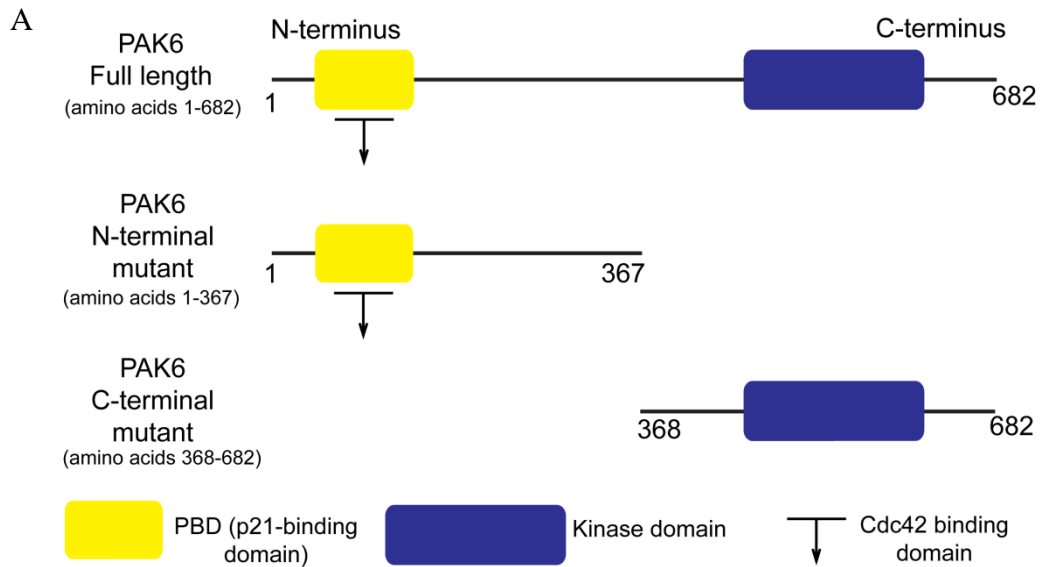 A
PAK6
Full length
(amino acids 1-682)
N-terminus
C-terminus
1
682
PAK6
N-terminal
mutant
(amino acids 1-367)
1
367
PAK6
C-terminal
mutant
(amino acids 368-682)
368
682
PBD (p21-binding
domain)
Kinase domain
Cdc42 binding
domain